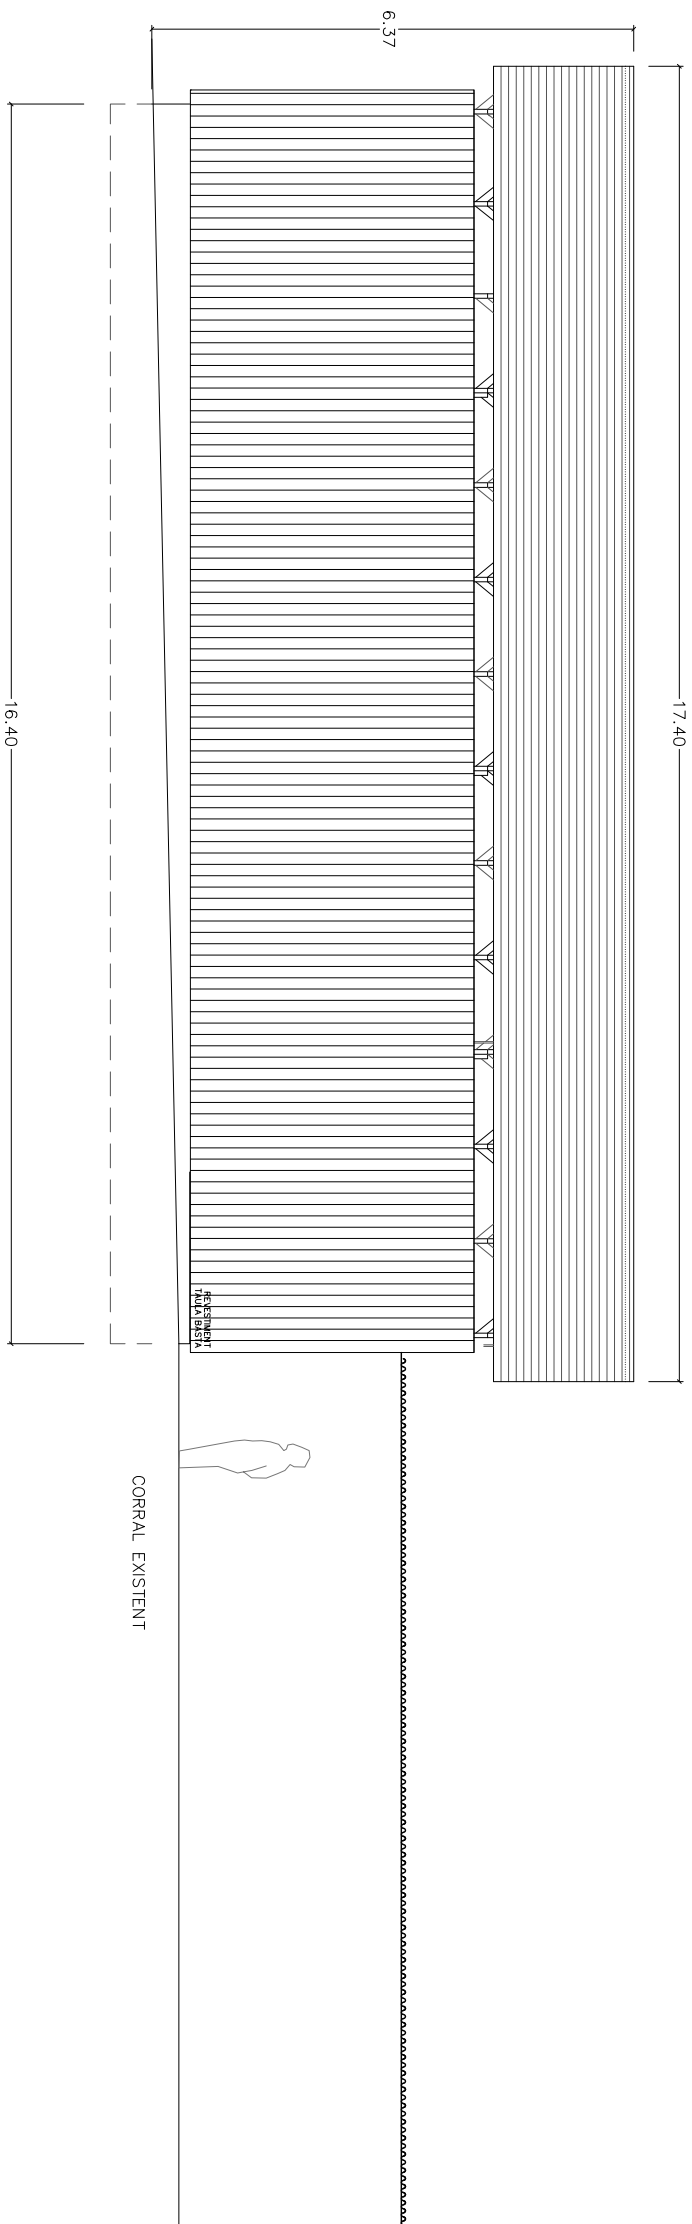 17.40
6.37
REVESTIMENT
TAULA BASTA
CORRAL EXISTENT
16.40